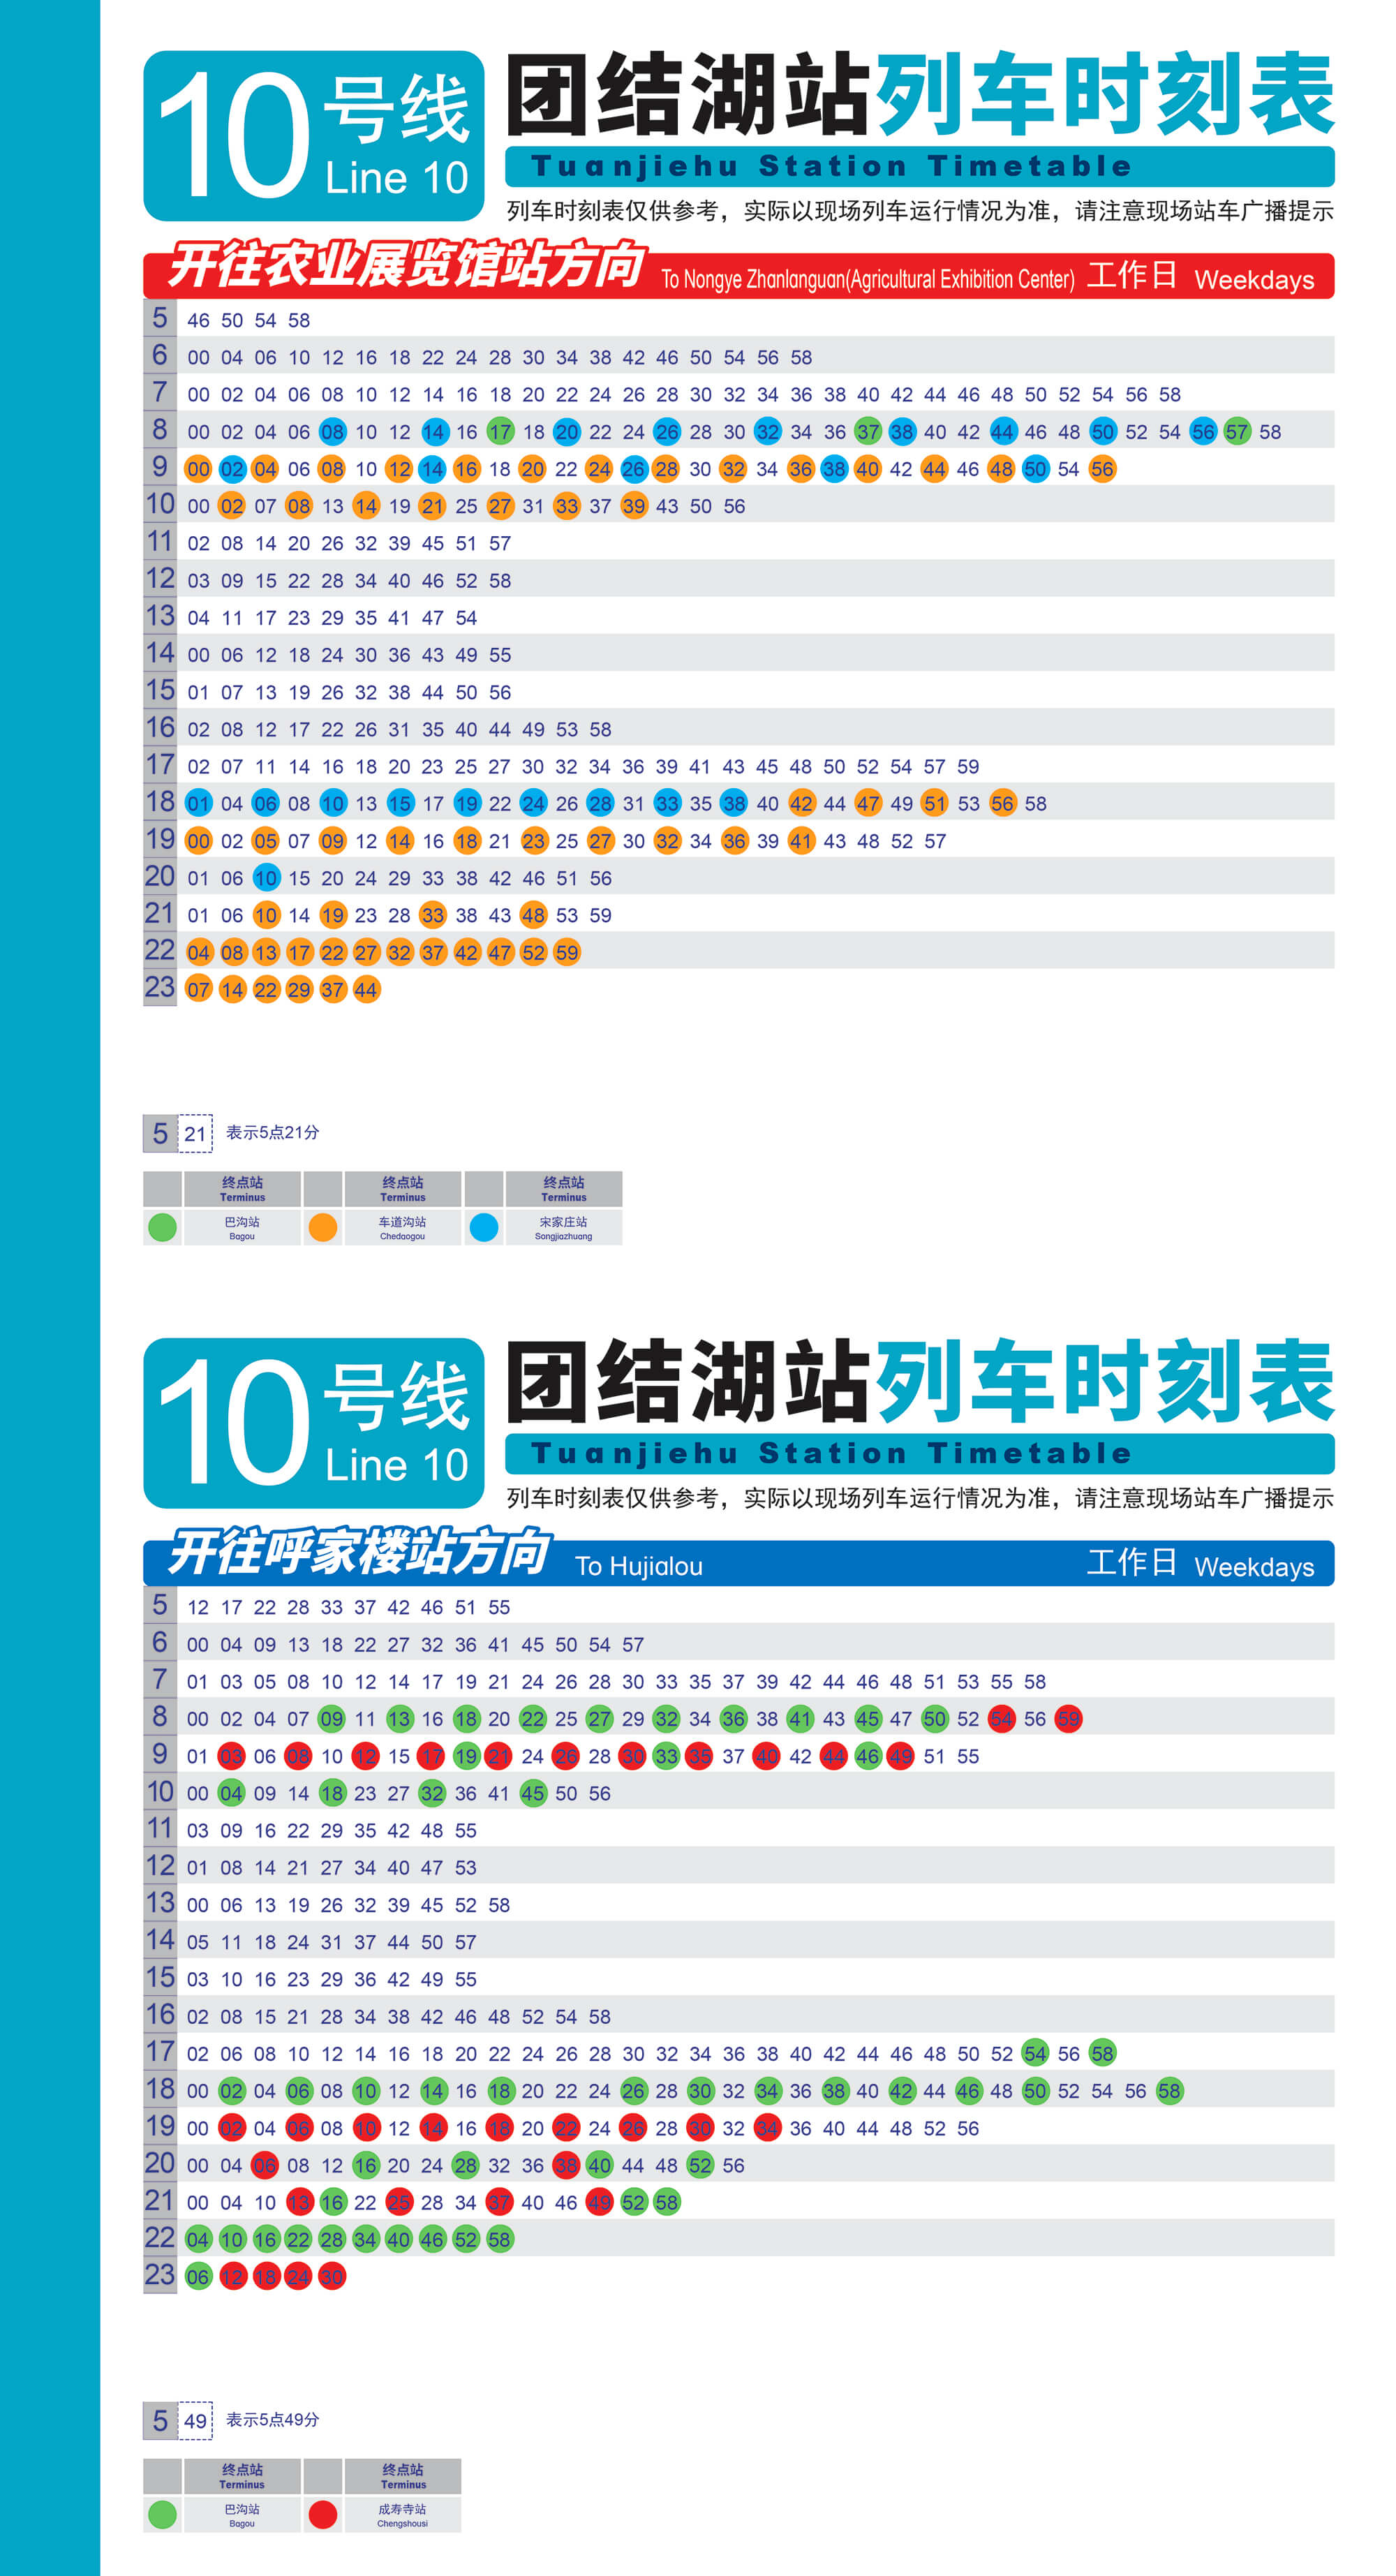 10 号线
Line 10
团结湖站列车时刻表
Tuanjiehu Station Timetable
列车时刻表仅供参考，实际以现场列车运行情况为准，请注意现场站车广播提示
开往农业展览馆站方向 To Nongye Zhanlanguan(Agricultural Exhibition Center) 工作日 Weekdays
5 46 50 54 58
6 00 04 06 10 12 16 18 22 24 28 30 34 38 42 46 50 54 56 58
7 00 02 04 06 08 10 12 14 16 18 20 22 24 26 28 30 32 34 36 38 40 42 44 46 48 50 52 54 56 58
8 00 02 04 06 08 10 12 14 16 17 18 20 22 24 26 28 30 32 34 36 37 38 40 42 44 46 48 50 52 54 56 57 58
9 00 02 04 06 08 10 12 14 16 18 20 22 24 26 28 30 32 34 36 38 40 42 44 46 48 50 54 56
10 00 02 07 08 13 14 19 21 25 27 31 33 37 39 43 50 56
11 02 08 14 20 26 32 39 45 51 57
12 03 09 15 22 28 34 40 46 52 58
13 04 11 17 23 29 35 41 47 54
14 00 06 12 18 24 30 36 43 49 55
15 01 07 13 19 26 32 38 44 50 56
16 02 08 12 17 22 26 31 35 40 44 49 53 58
17 02 07 11 14 16 18 20 23 25 27 30 32 34 36 39 41 43 45 48 50 52 54 57 59
18 01 04 06 08 10 13 15 17 19 22 24 26 28 31 33 35 38 40 42 44 47 49 51 53 56 58
19 00 02 05 07 09 12 14 16 18 21 23 25 27 30 32 34 36 39 41 43 48 52 57
20 01 06 10 15 20 24 29 33 38 42 46 51 56
21 01 06 10 14 19 23 28 33 38 43 48 53 59
22 04 08 13 17 22 27 32 37 42 47 52 59
23 07 14 22 29 37 44
5 21 表示5点21分
终点站 终点站 终点站
Terminus Terminus Terminus
巴沟站 车道沟站 宋家庄站
Bagou Chedaogou Songjiazhuang
10 号线
Line 10
团结湖站列车时刻表
Tuanjiehu Station Timetable
列车时刻表仅供参考，实际以现场列车运行情况为准，请注意现场站车广播提示
开往呼家楼站方向 To Hujialou 工作日 Weekdays
5 12 17 22 28 33 37 42 46 51 55
6 00 04 09 13 18 22 27 32 36 41 45 50 54 57
7 01 03 05 08 10 12 14 17 19 21 24 26 28 30 33 35 37 39 42 44 46 48 51 53 55 58
8 00 02 04 07 09 11 13 16 18 20 22 25 27 29 32 34 36 38 41 43 45 47 50 52 54 56 59
9 01 03 06 08 10 12 15 17 19 21 24 26 28 30 33 35 37 40 42 44 46 49 51 55
10 00 04 09 14 18 23 27 32 36 41 45 50 56
11 03 09 16 22 29 35 42 48 55
12 01 08 14 21 27 34 40 47 53
13 00 06 13 19 26 32 39 45 52 58
14 05 11 18 24 31 37 44 50 57
15 03 10 16 23 29 36 42 49 55
16 02 08 15 21 28 34 38 42 46 48 52 54 58
17 02 06 08 10 12 14 16 18 20 22 24 26 28 30 32 34 36 38 40 42 44 46 48 50 52 54 56 58
18 00 02 04 06 08 10 12 14 16 18 20 22 24 26 28 30 32 34 36 38 40 42 44 46 48 50 52 54 56 58
19 00 02 04 06 08 10 12 14 16 18 20 22 24 26 28 30 32 34 36 40 44 48 52 56
20 00 04 06 08 12 16 20 24 28 32 36 38 40 44 48 52 56
21 00 04 10 13 16 22 25 28 34 37 40 46 49 52 58
22 04 10 16 22 28 34 40 46 52 58
23 06 12 18 24 30
5 49 表示5点49分
终点站 终点站
Terminus Terminus
巴沟站 成寿寺站
Bagou Chengshousi